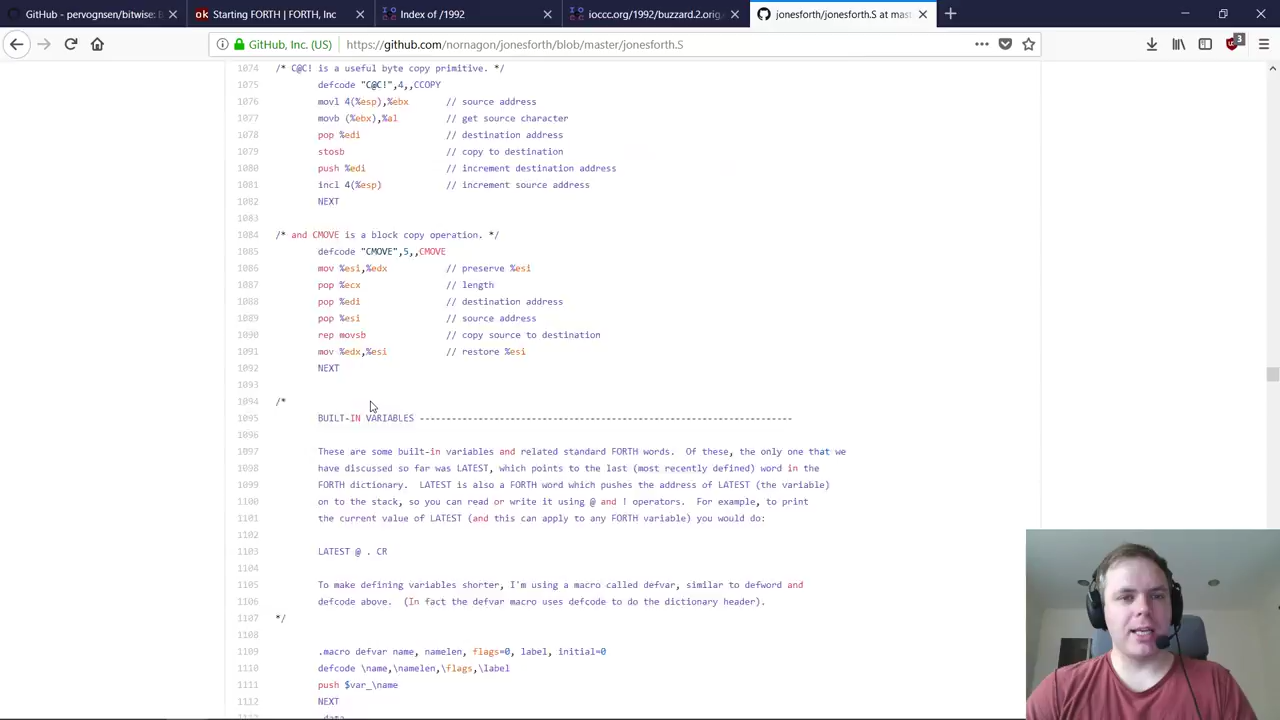 GitHub - pervognsen/bitwise: B
Starting FORTH | FORTH, Inc
Index of /1992
ioccc.org/1992/buzzard.2.orig.
jonesforth/jonesforth.S at mas
GitHub, Inc. (US)
https://github.com/nornagon/jonesforth/blob/master/jonesforth.S
3
1074 /* C@C! is a useful byte copy primitive. */
1075 defcode "C@C!",4,,CCOPY
1076 movl 4(%esp),%ebx // source address
1077 movb (%ebx),%al // get source character
1078 pop %edi // destination address
1079 stosb // copy to destination
1080 push %edi // increment destination address
1081 incl 4(%esp) // increment source address
1082 NEXT
1083
1084 /* and CMOVE is a block copy operation. */
1085 defcode "CMOVE",5,,CMOVE
1086 mov %esi,%edx // preserve %esi
1087 pop %ecx // length
1088 pop %edi // destination address
1089 pop %esi // source address
1090 rep movsb // copy source to destination
1091 mov %edx,%esi // restore %esi
1092 NEXT
1093
1094 /*
1095 BUILT-IN VARIABLES ----------------------------------------------------------------------
1096
1097 These are some built-in variables and related standard FORTH words.  Of these, the only one that we
1098 have discussed so far was LATEST, which points to the last (most recently defined) word in the
1099 FORTH dictionary.  LATEST is also a FORTH word which pushes the address of LATEST (the variable)
1100 on to the stack, so you can read or write it using @ and ! operators.  For example, to print
1101 the current value of LATEST (and this can apply to any FORTH variable) you would do:
1102
1103 LATEST @ . CR
1104
1105 To make defining variables shorter, I'm using a macro called defvar, similar to defword and
1106 defcode above.  (In fact the defvar macro uses defcode to do the dictionary header).
1107 */
1108
1109 .macro defvar name, namelen, flags=0, label, initial=0
1110 defcode \name,\namelen,\flags,\label
1111 push $var_\name
1112 NEXT
1113 .data